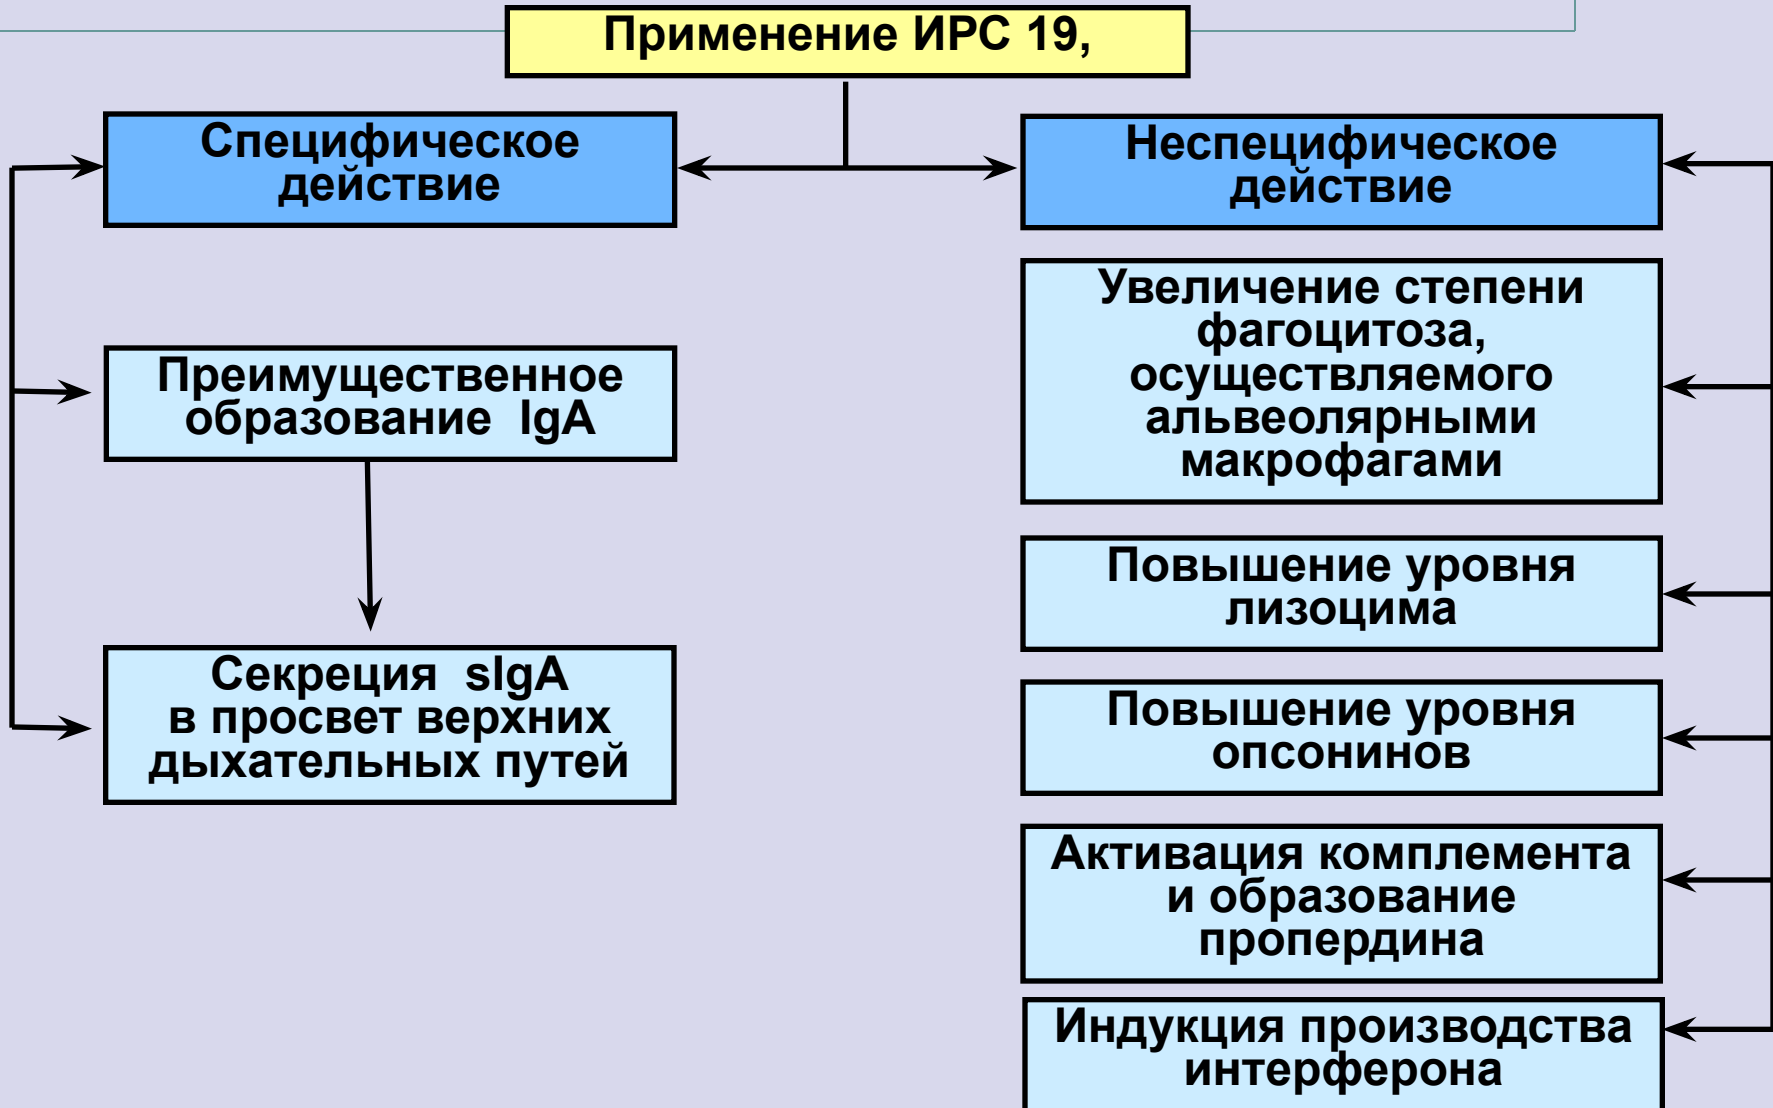 Применение ИРС 19,
Специфическое
действие
Преимущественное
образование IgA
Секреция sIgA
в просвет верхних
дыхательных путей
Неспецифическое
действие
Увеличение степени
фагоцитоза,
осуществляемого
альвеолярными
макрофагами
Повышение уровня
лизоцима
Повышение уровня
опсонинов
Активация комплемента
и образование
пропердина
Индукция производства
интерферона